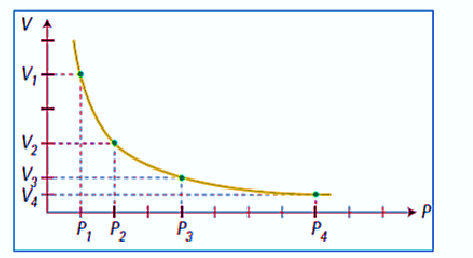 V
V₁
V₂
V₃
V₄
P₁ P₂ P₃ P₄ P